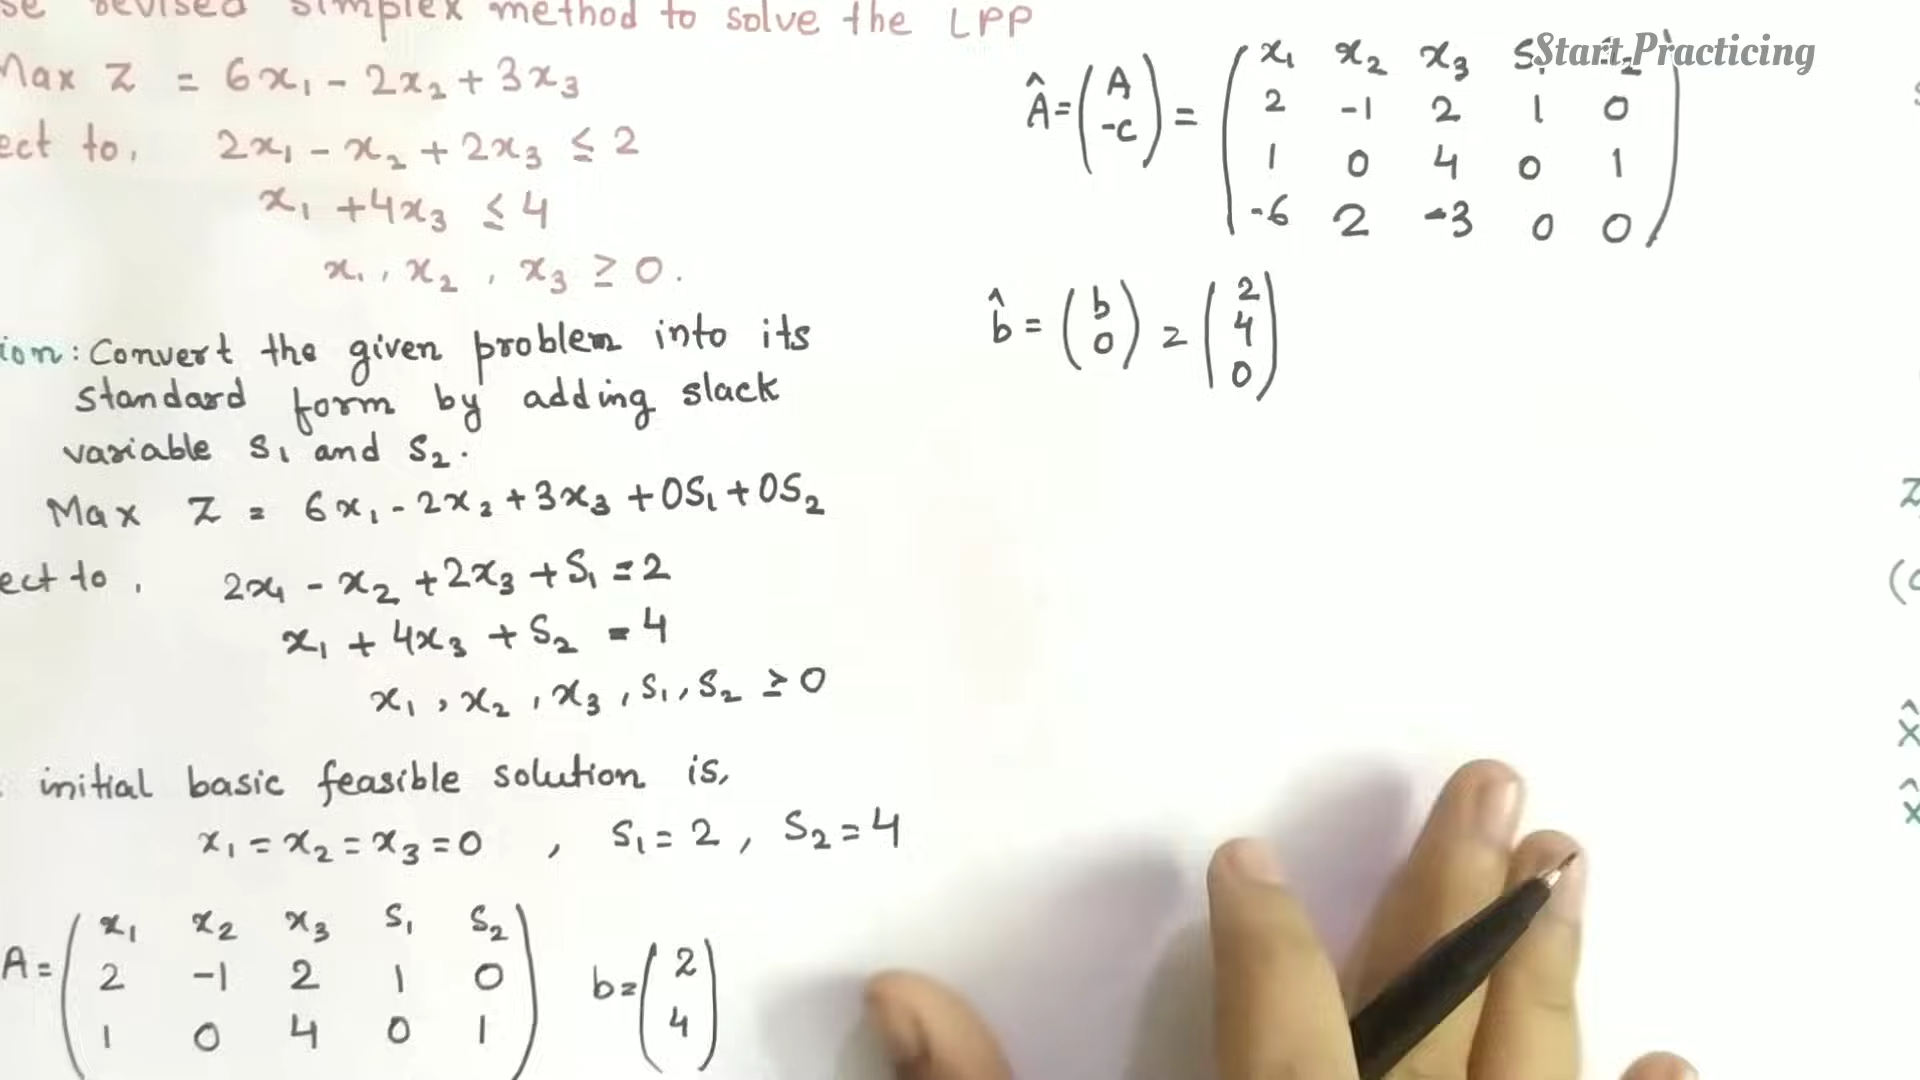 se revised simplex method to solve the LPP
Max Z = 6x₁ - 2x₂ + 3x₃
ect to, 2x₁ - x₂ + 2x₃ ≤ 2
x₁ + 4x₃ ≤ 4
x₁, x₂, x₃ ≥ 0.
ion: Convert the given problem into its
standard form by adding slack
variable S₁ and S₂.
Max Z = 6x₁ - 2x₂ + 3x₃ + 0S₁ + 0S₂
ect to, 2x₁ - x₂ + 2x₃ + S₁ = 2
x₁ + 4x₃ + S₂ = 4
x₁, x₂, x₃, S₁, S₂ ≥ 0
initial basic feasible solution is,
x₁ = x₂ = x₃ = 0 , S₁ = 2 , S₂ = 4
x₁ x₂ x₃ S₁ S₂
A = 2 -1 2 1 0 b = 2
1 0 4 0 1 4
Start Practicing
x₁ x₂ x₃ S₁
Â = (A -C) = 2 -1 2 1 0
1 0 4 0 1
-6 2 -3 0 0
b̂ = (b 0) = (2 4 0)
Z
x̂
x̂